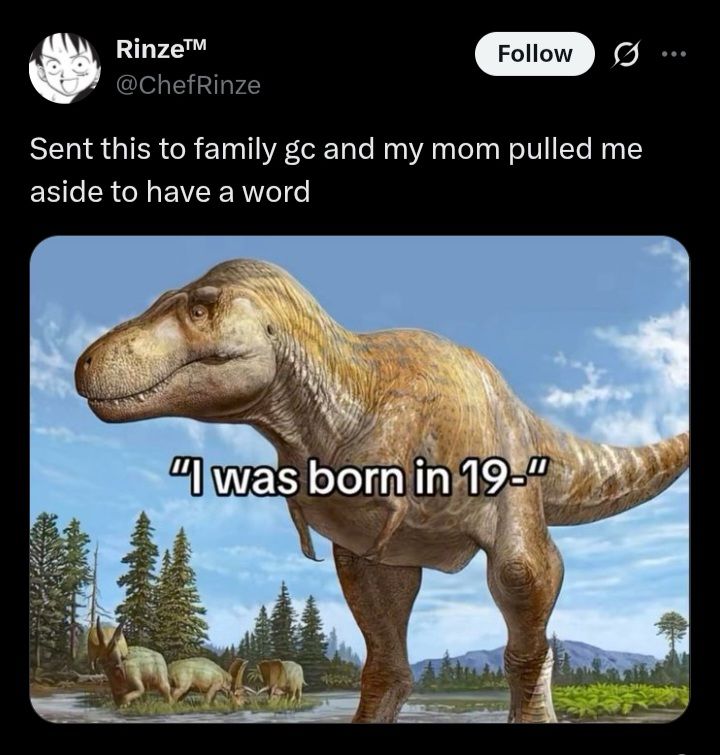 Rinze™
@ChefRinze
Follow
Sent this to family gc and my mom pulled me
aside to have a word
"I was born in 19-"